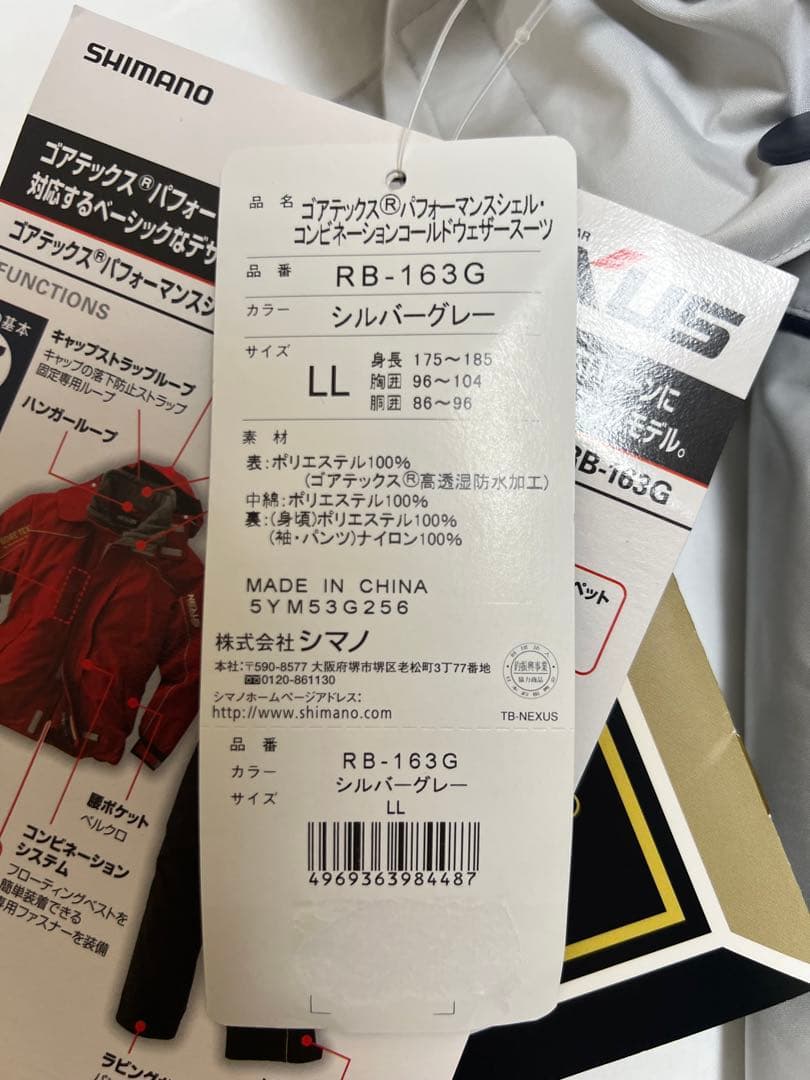 SHIMANO
ゴアテックス®パフォー
対応するベーシックなデザ
ゴアテックス®パフォーマンスシ
FUNCTIONS
基本
キャップストラップループ
キャップの落下防止ストラップ
固定専用ループ
ハンガーループ
腰ポケット
ベルクロ
コンビネーション
システム
フローティングベストを
簡単装着できる
専用ファスナーを装備
品名 ゴアテックス®パフォーマンスシェル・
コンビネーションコールドウェザースーツ
品番 RB-163G
カラー シルバーグレー
サイズ LL 身長 175〜185
胸囲 96〜104
胴囲 86〜96
素材
表:ポリエステル100%
(ゴアテックス®高透湿防水加工)
中綿:ポリエステル100%
裏:(身頃)ポリエステル100%
(袖・パンツ)ナイロン100%
MADE IN CHINA
5YM53G256
株式会社 シマノ
本社:〒590-8577 大阪府堺市堺区老松町3丁77番地
0120-861130
シマノホームページアドレス:
http://www.shimano.com
TB-NEXUS
品番 RB-163G
カラー シルバーグレー
サイズ LL
4969363984487
XUS
ンに
モデル。
RB-163G
ペット